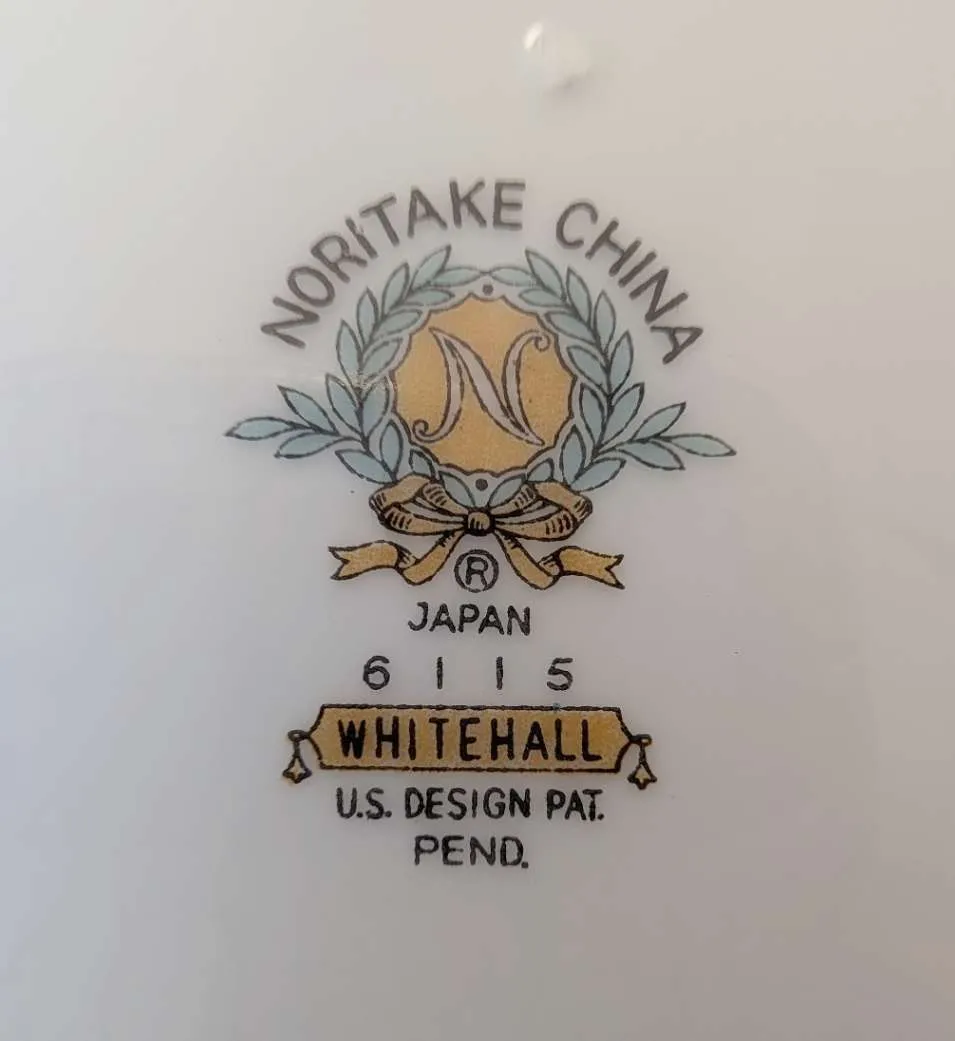 NORITAKE CHINA
N
®
JAPAN
6115
WHITEHALL
U.S. DESIGN PAT.
PEND.